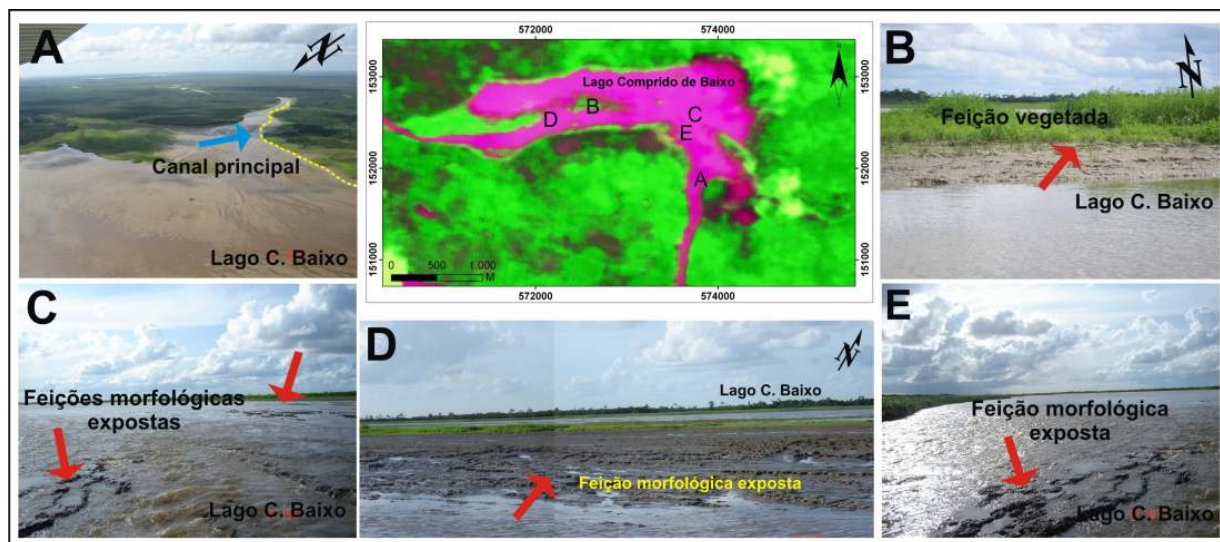 A
Canal principal
Lago C. Baixo
N
572000
574000
153000
152000
151000
153000
152000
151000
Lago Comprido de Baixo
B
D
C
E
A
0 500 1.000
M
572000
574000
B
N
Feição vegetada
Lago C. Baixo
C
Feições morfológicas
expostas
Lago C. Baixo
D
N
Lago C. Baixo
Feição morfológica exposta
E
Feição morfológica
exposta
Lago C. Baixo